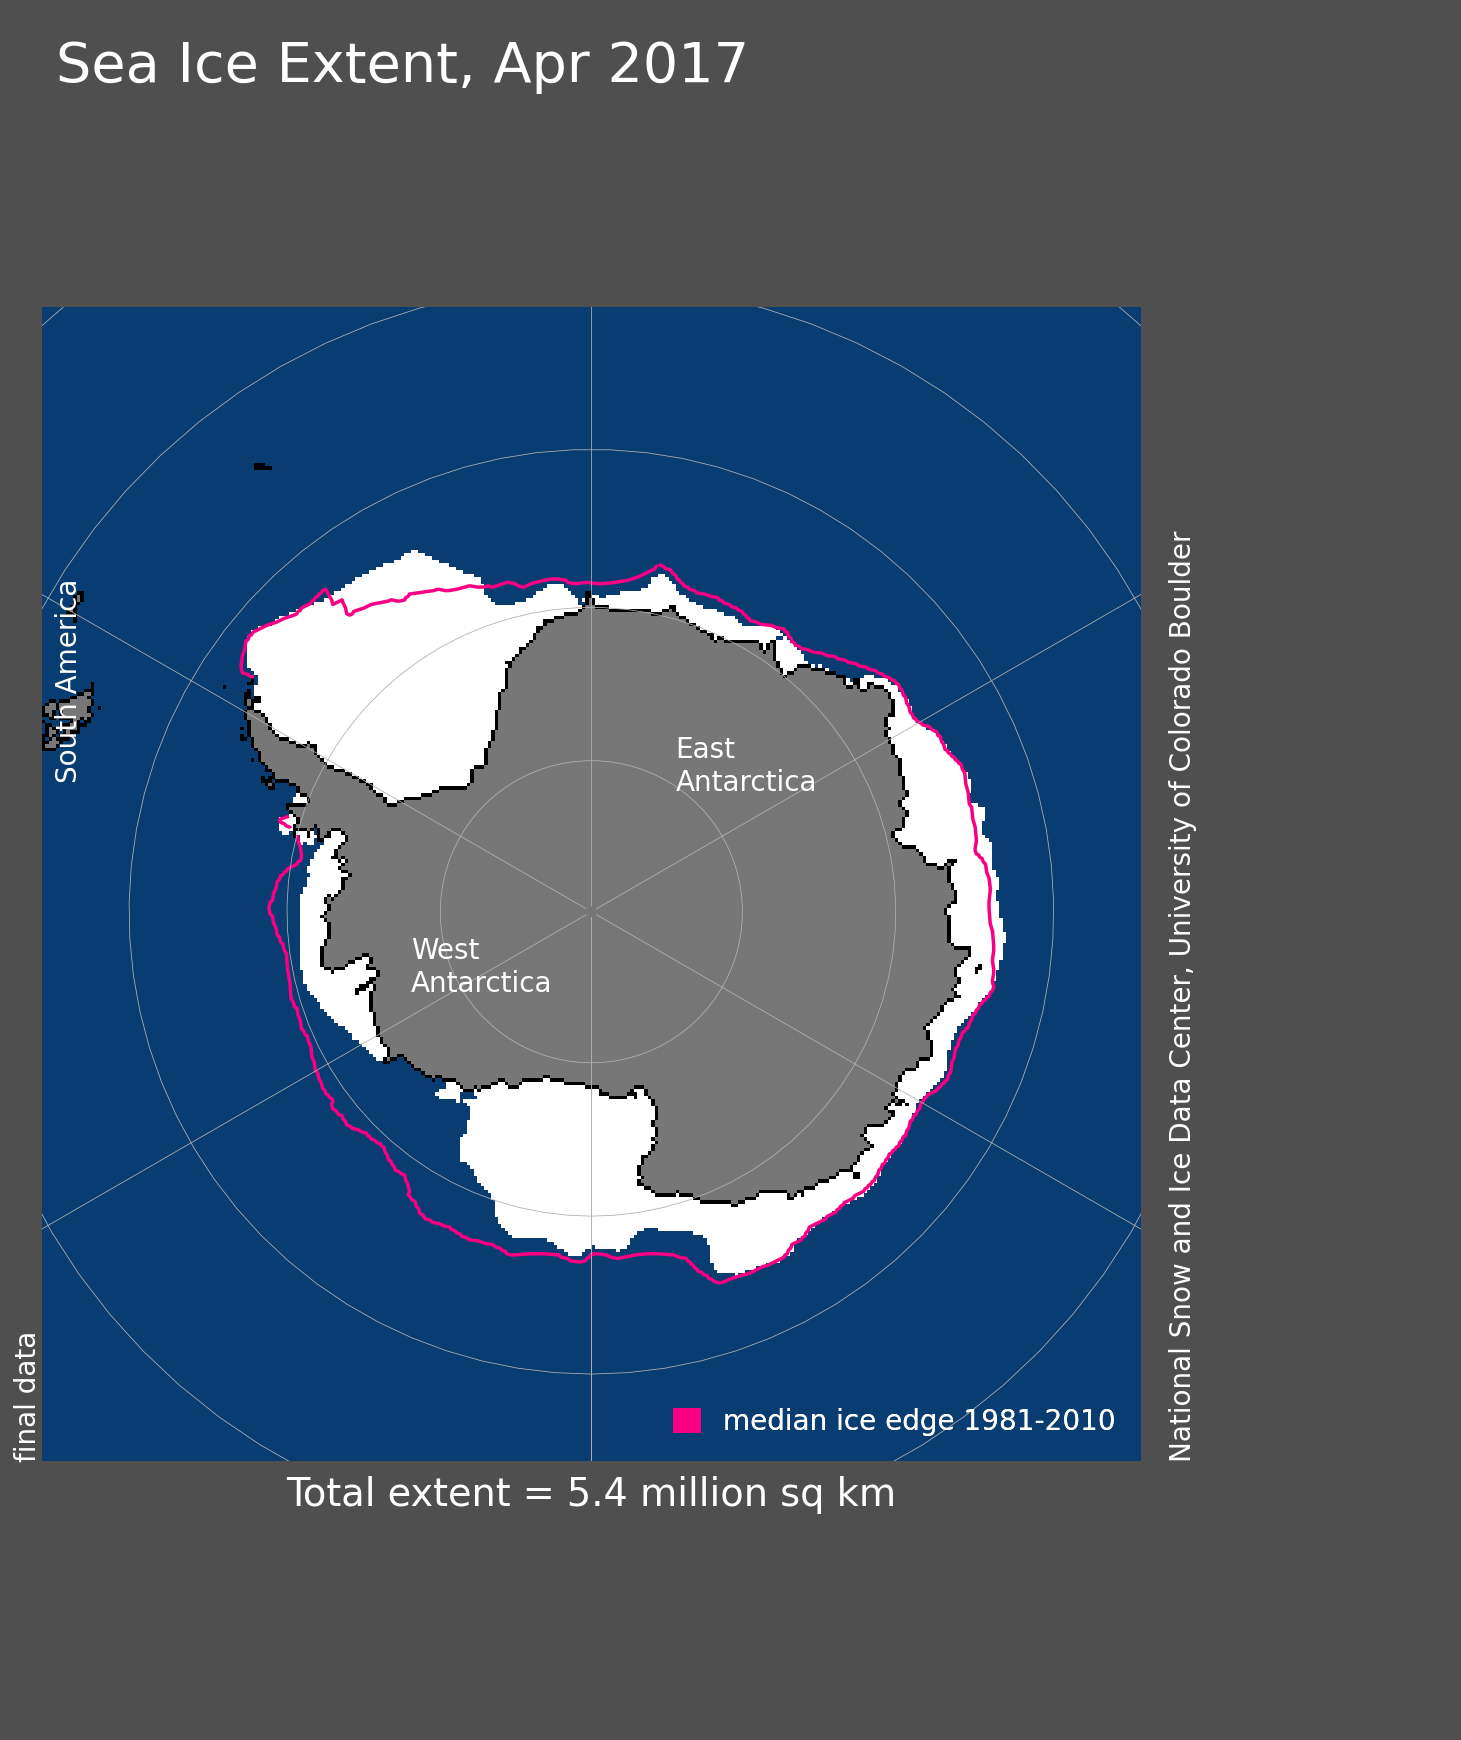 Sea Ice Extent, Apr 2017
South America
East
Antarctica
West
Antarctica
National Snow and Ice Data Center, University of Colorado Boulder
final data
median ice edge 1981-2010
Total extent = 5.4 million sq km